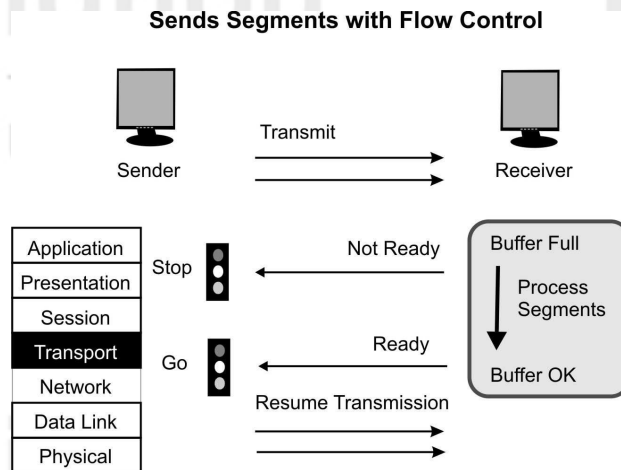 Sends Segments with Flow Control
Transmit
Sender
Receiver
Application
Presentation
Session
Transport
Network
Data Link
Physical
Stop
Go
Not Ready
Ready
Resume Transmission
Buffer Full
Process
Segments
Buffer OK